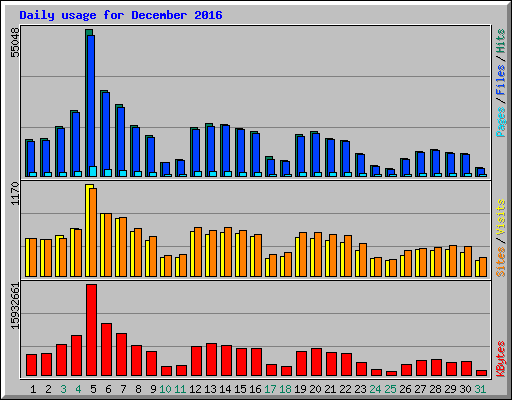 Daily usage for December 2016
55048
Pages / Files / Hits
1170
Sites / Visits
15932661
KBytes
1 2 3 4 5 6 7 8 9 10 11 12 13 14 15 16 17 18 19 20 21 22 23 24 25 26 27 28 29 30 31